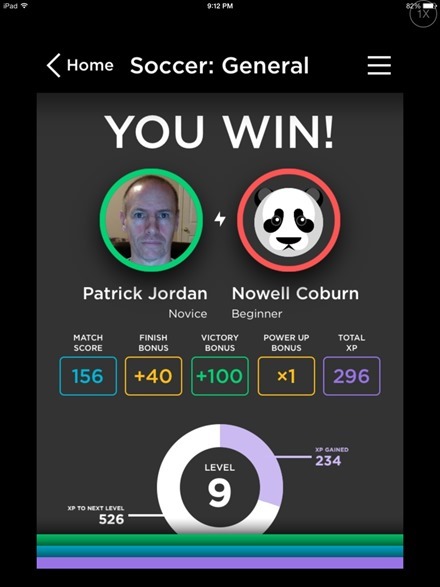 iPad 9:12 PM 82%
1X
Home Soccer: General
YOU WIN!
Patrick Jordan Nowell Coburn
Novice Beginner
MATCH SCORE FINISH BONUS VICTORY BONUS POWER UP BONUS TOTAL XP
156 +40 +100 ×1 296
LEVEL
9
XP GAINED
234
XP TO NEXT LEVEL
526